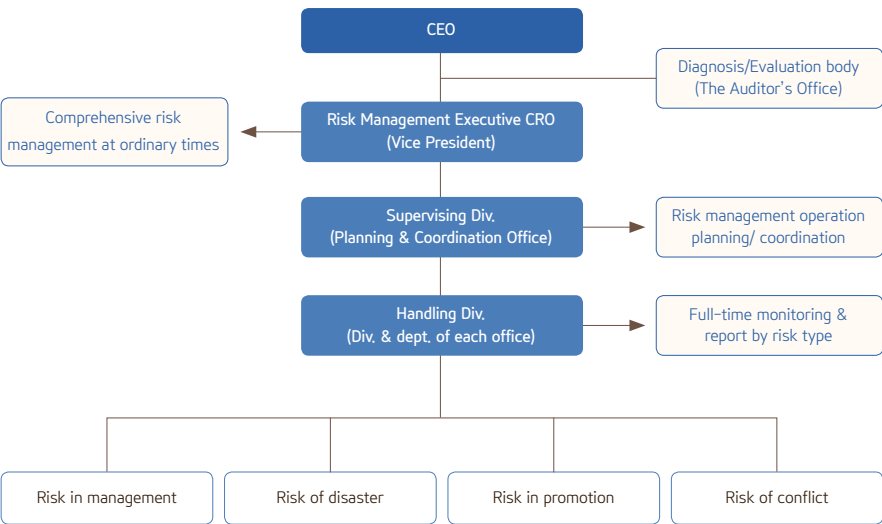 CEO
Diagnosis/Evaluation body
(The Auditor's Office)
Comprehensive risk
management at ordinary times
Risk Management Executive CRO
(Vice President)
Supervising Div.
(Planning & Coordination Office)
Risk management operation
planning/ coordination
Handling Div.
(Div. & dept. of each office)
Full-time monitoring &
report by risk type
Risk in management
Risk of disaster
Risk in promotion
Risk of conflict